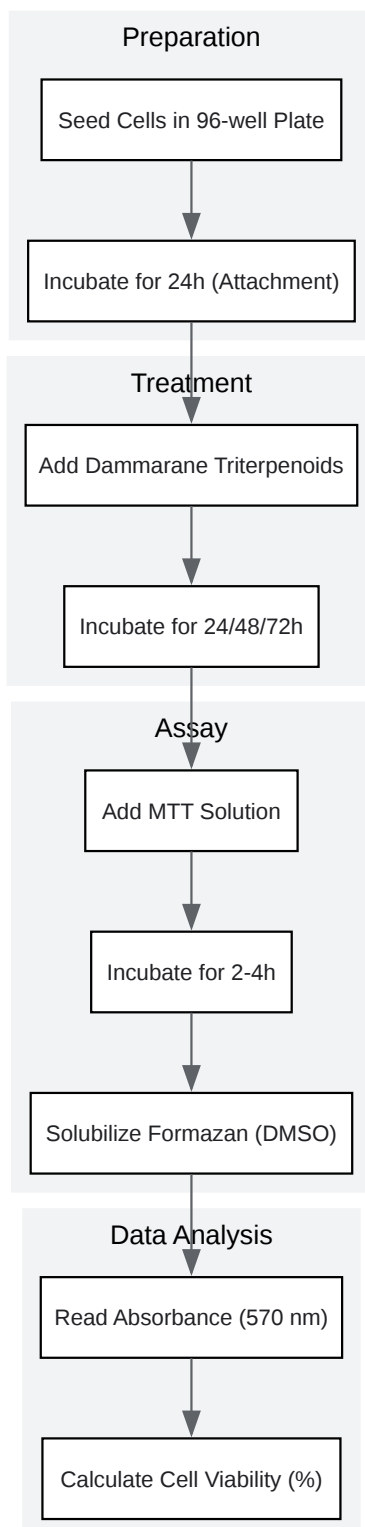 Preparation
Seed Cells in 96-well Plate
Incubate for 24h (Attachment)
Treatment
Add Dammarane Triterpenoids
Incubate for 24/48/72h
Assay
Add MTT Solution
Incubate for 2-4h
Solubilize Formazan (DMSO)
Data Analysis
Read Absorbance (570 nm)
Calculate Cell Viability (%)